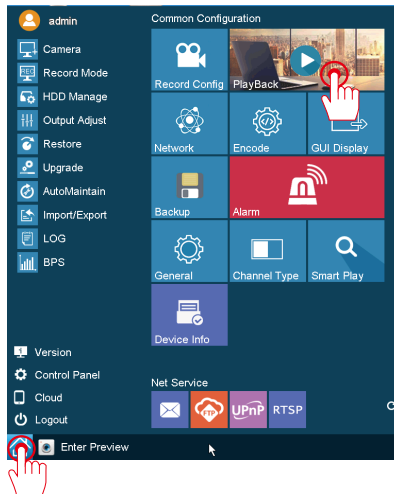 admin
Common Configuration
Camera
Record Mode
HDD Manage
Output Adjust
Restore
Upgrade
AutoMaintain
Import/Export
LOG
BPS
Record Config
PlayBack
Network
Encode
GUI Display
Backup
Alarm
General
Channel Type
Smart Play
Device Info
Version
Control Panel
Cloud
Logout
Net Service
FTP
UPnP
RTSP
Enter Preview